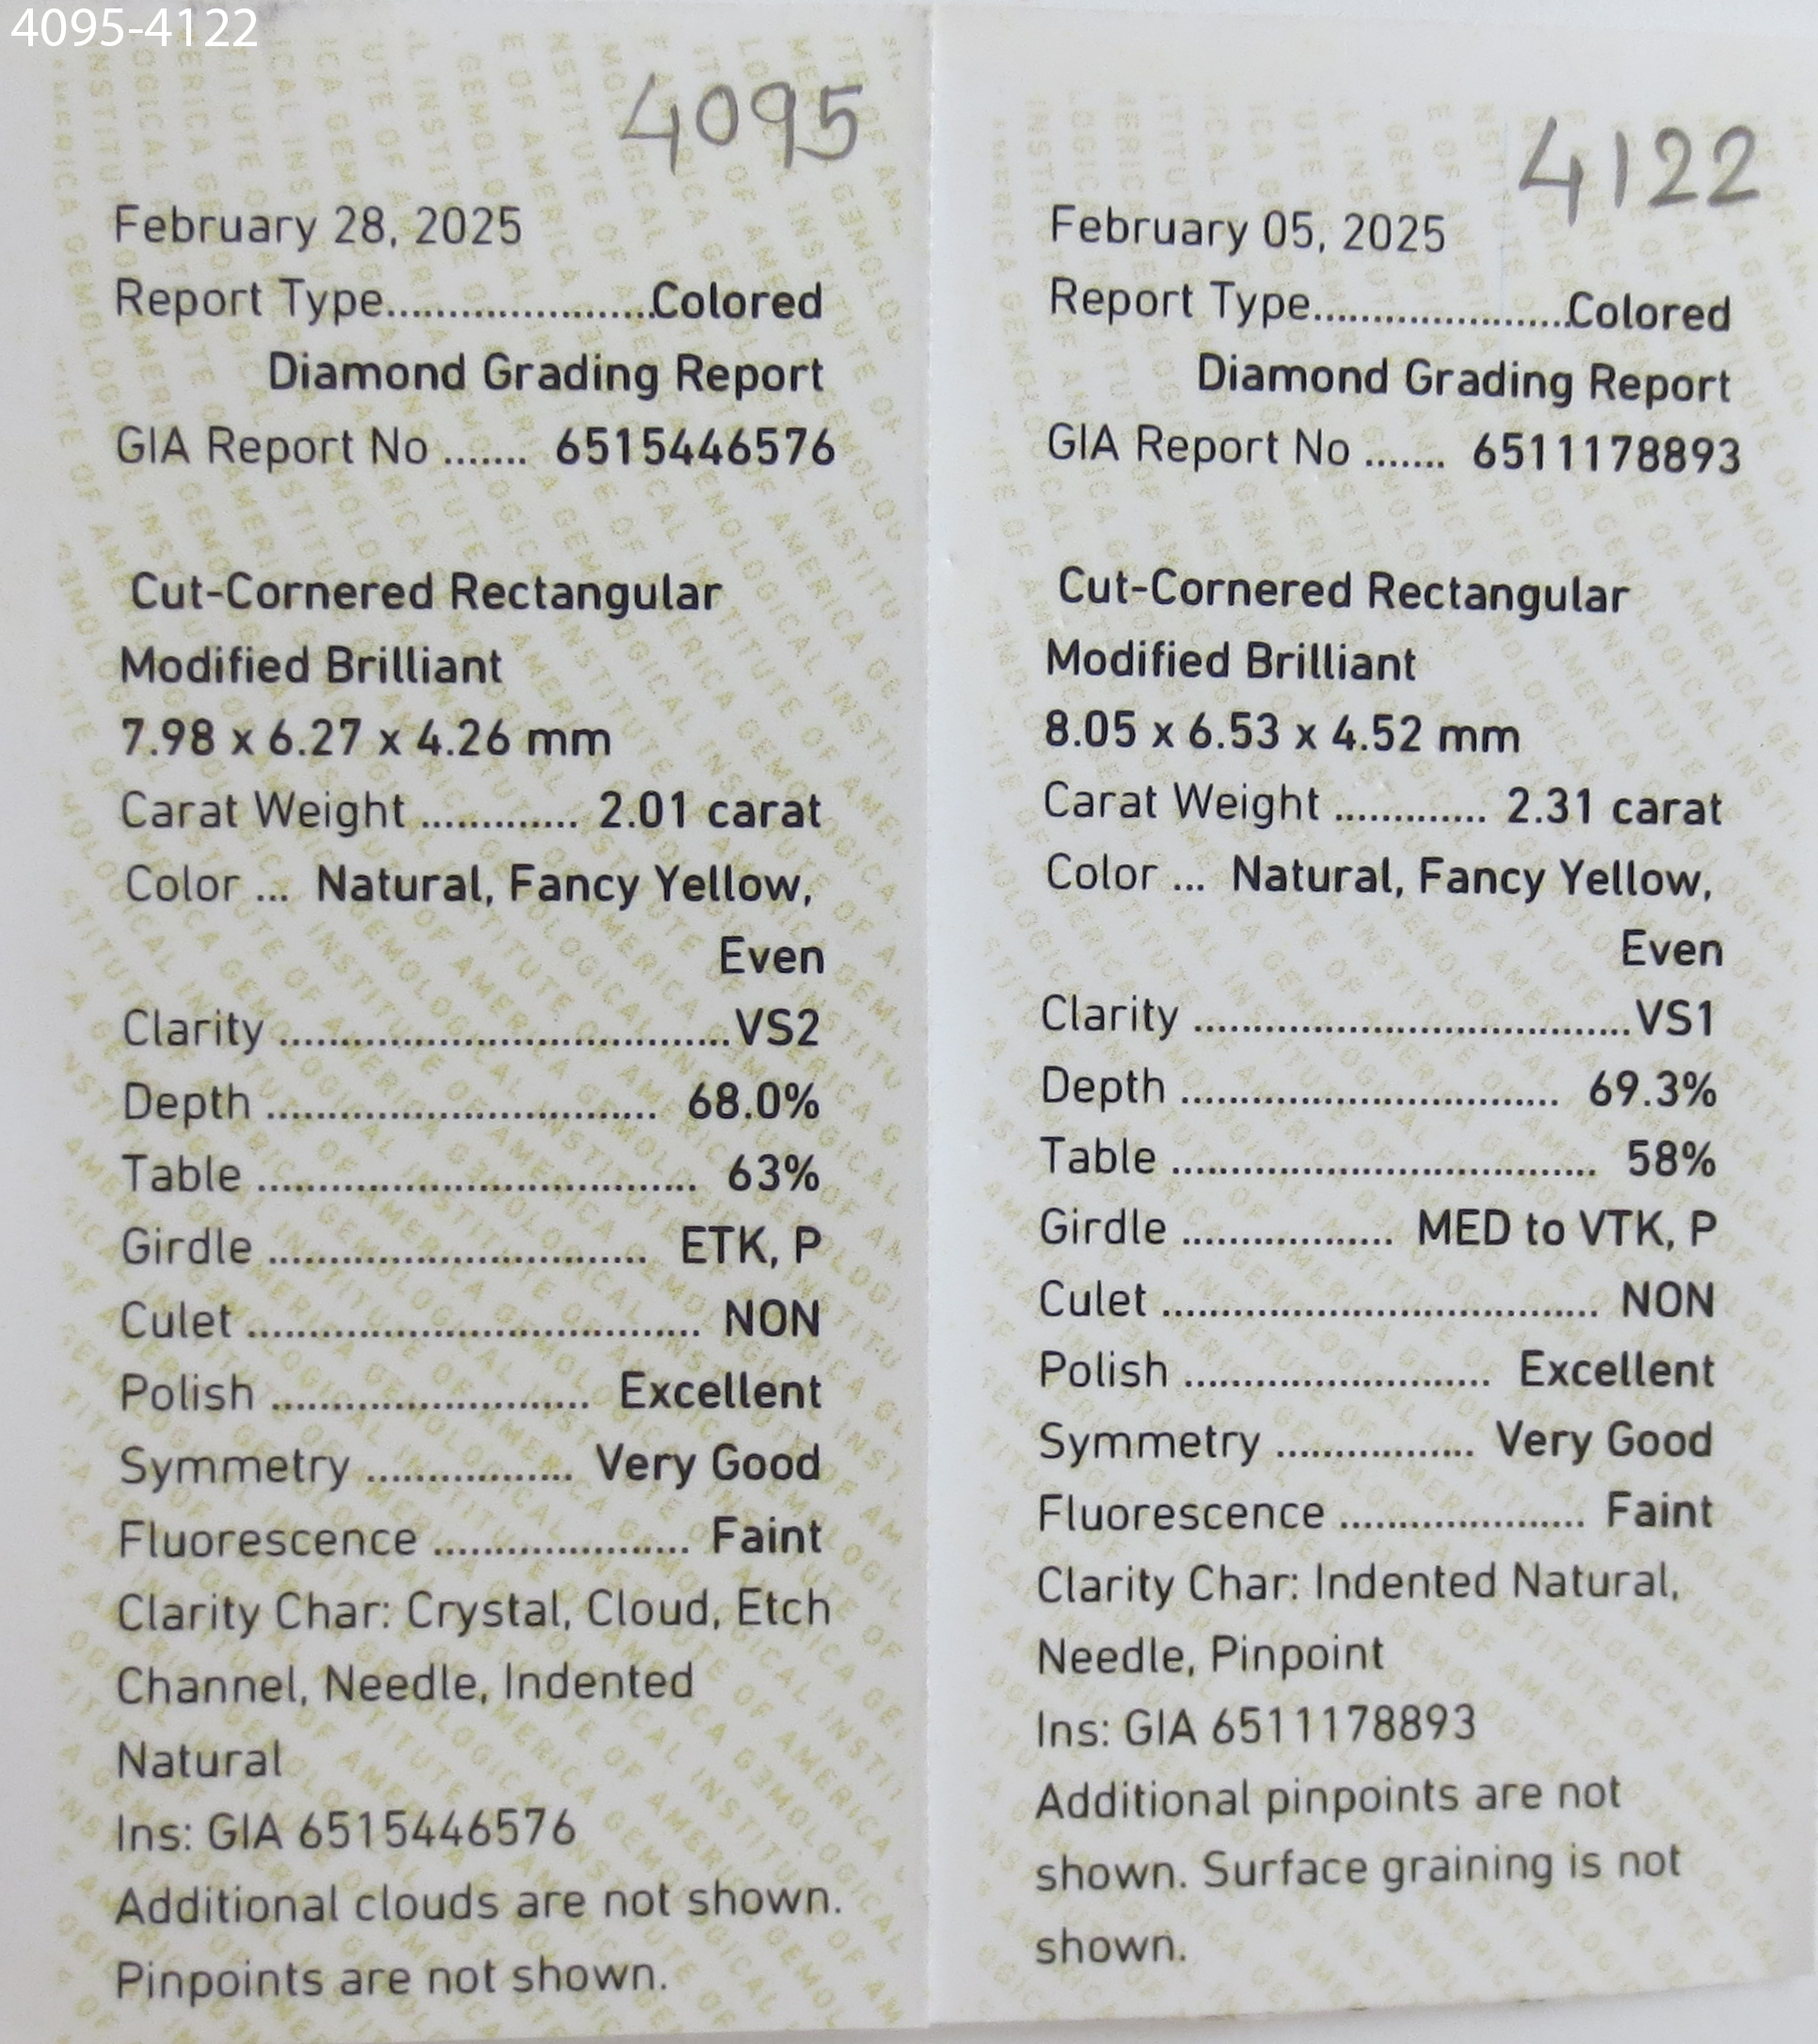 4095-4122
4095
February 28, 2025
Report Type......................Colored
Diamond Grading Report
GIA Report No ....... 6515446576
Cut-Cornered Rectangular
Modified Brilliant
7.98 x 6.27 x 4.26 mm
Carat Weight ............. 2.01 carat
Color ... Natural, Fancy Yellow,
Even
Clarity .....................................VS2
Depth ................................ 68.0%
Table .................................... 63%
Girdle ............................... ETK, P
Culet ..................................... NON
Polish .......................... Excellent
Symmetry ................. Very Good
Fluorescence ..................... Faint
Clarity Char: Crystal, Cloud, Etch
Channel, Needle, Indented
Natural
Ins: GIA 6515446576
Additional clouds are not shown.
Pinpoints are not shown.
4122
February 05, 2025
Report Type......................Colored
Diamond Grading Report
GIA Report No ....... 6511178893
Cut-Cornered Rectangular
Modified Brilliant
8.05 x 6.53 x 4.52 mm
Carat Weight ............. 2.31 carat
Color ... Natural, Fancy Yellow,
Even
Clarity .....................................VS1
Depth ................................ 69.3%
Table .................................... 58%
Girdle .................. MED to VTK, P
Culet ..................................... NON
Polish .......................... Excellent
Symmetry ................. Very Good
Fluorescence ..................... Faint
Clarity Char: Indented Natural,
Needle, Pinpoint
Ins: GIA 6511178893
Additional pinpoints are not
shown. Surface graining is not
shown.